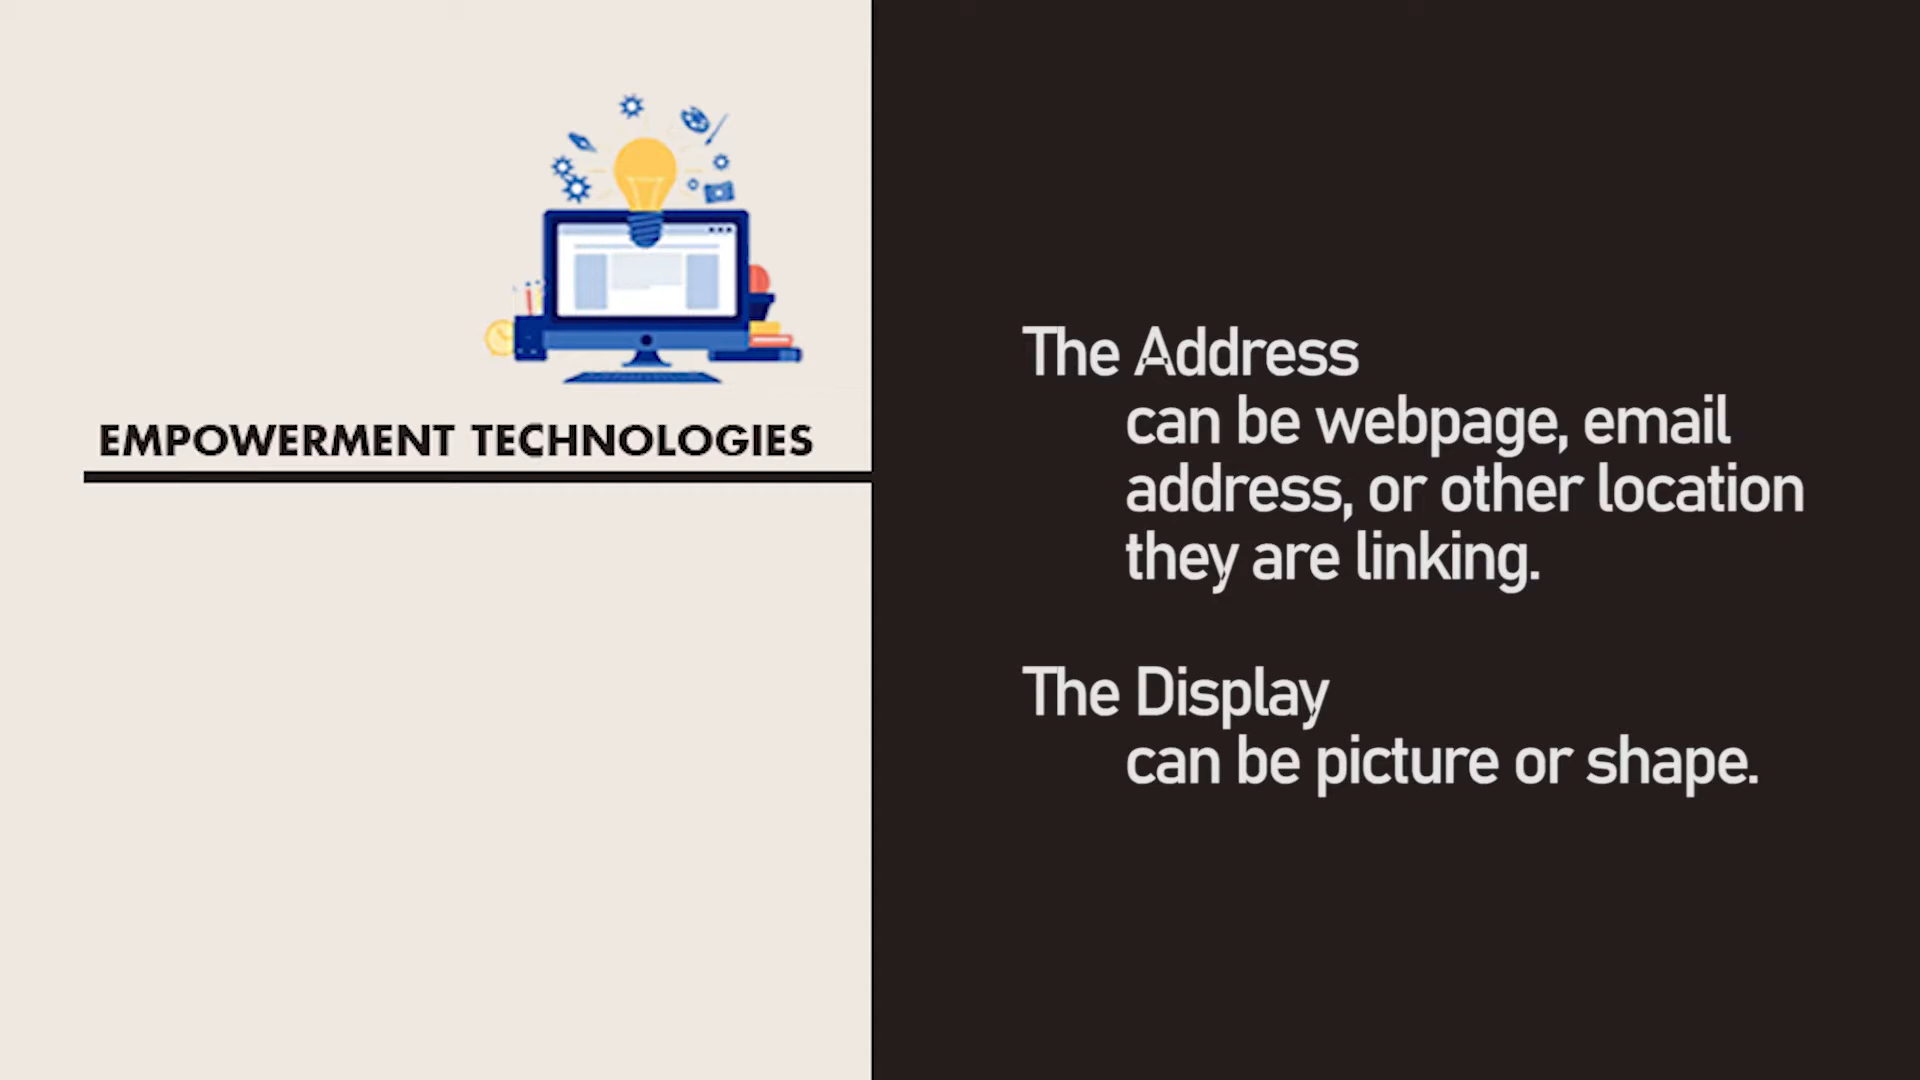 EMPOWERMENT TECHNOLOGIES
The Address
can be webpage, email
address, or other location
they are linking.
The Display
can be picture or shape.